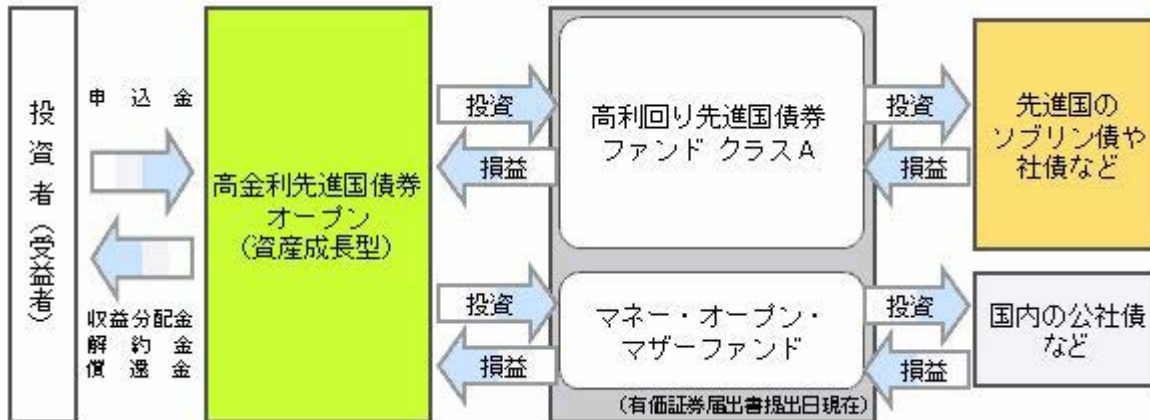 投資者(受益者)
申込金
収益分配金
解約金
償還金
高金利先進国債券
オープン
(資産成長型)
投資
損益
投資
損益
高利回り先進国債券
ファンド クラスA
マネー・オープン・
マザーファンド
(有価証券届出書提出日現在)
投資
損益
投資
損益
先進国の
ソブリン債や
社債など
国内の公社債
など